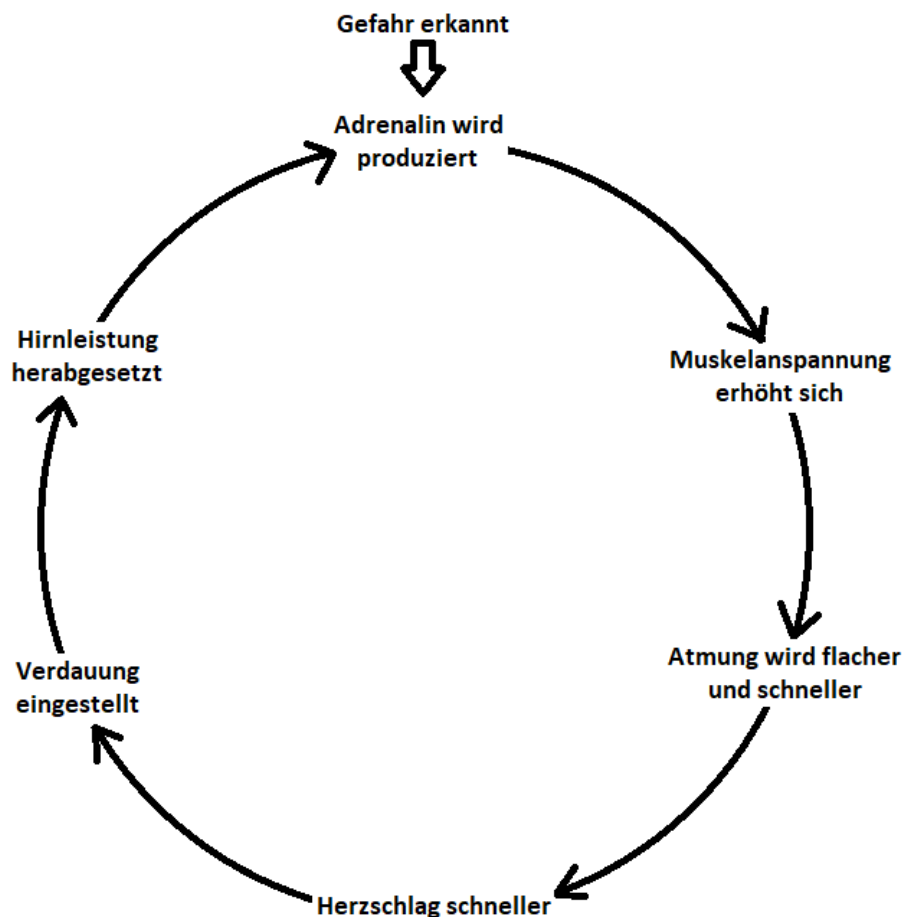 Gefahr erkannt
Adrenalin wird
produziert
Muskelanspannung
erhöht sich
Atmung wird flacher
und schneller
Herzschlag schneller
Verdauung
eingestellt
Hirnleistung
herabgesetzt